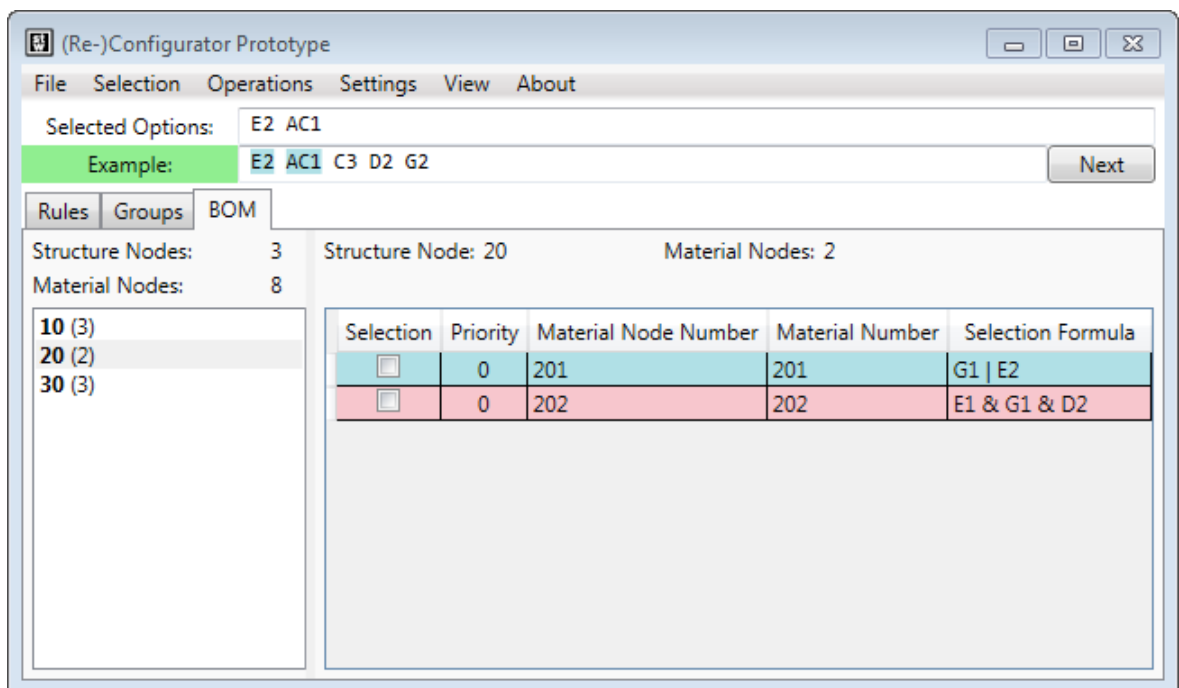 (Re-)Configurator Prototype
File Selection Operations Settings View About
Selected Options: E2 AC1
Example: E2 AC1 C3 D2 G2 Next
Rules Groups BOM
Structure Nodes: 3 Structure Node: 20 Material Nodes: 2
Material Nodes: 8
10 (3)
20 (2)
30 (3)
Selection Priority Material Node Number Material Number Selection Formula
0 201 201 G1 | E2
0 202 202 E1 & G1 & D2